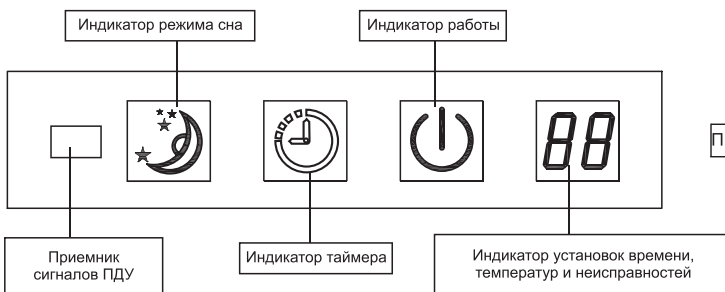 Индикатор режима сна
Индикатор работы
88
П
Приемник
сигналов ПДУ
Индикатор таймера
Индикатор установок времени,
температур и неисправностей